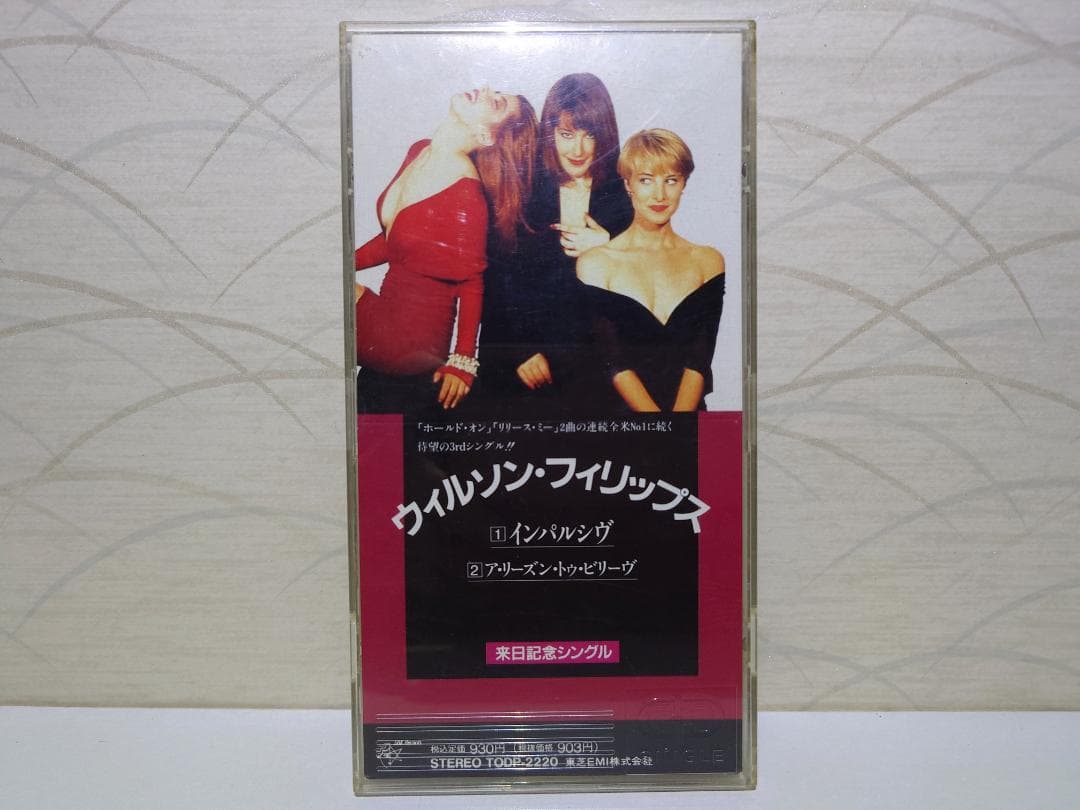 「ホールド・オン」「リリース・ミー」2曲の連続全米No1に続く
待望の3rdシングル!!
ウィルソン・フィリップス
1 インパルシヴ
2 ア・リーズン・トゥ・ビリーヴ
来日記念シングル
税込定価 930円 (税抜価格 903円)
STEREO TODP-2220 東芝EMI株式会社